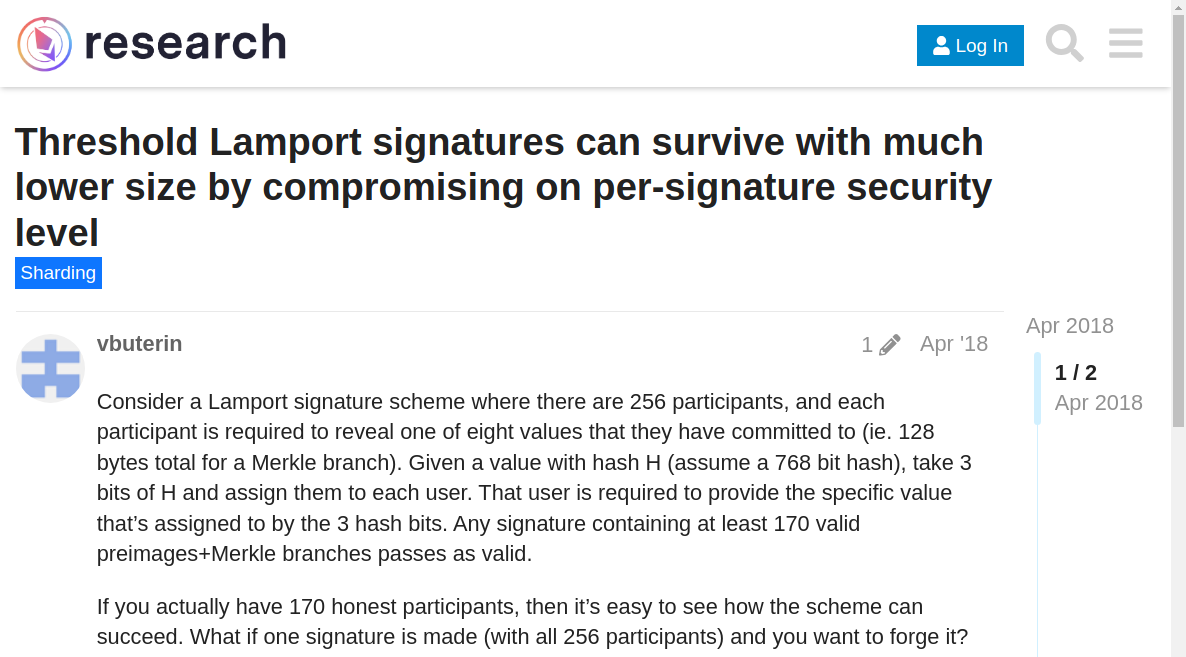 research
Log In
Threshold Lamport signatures can survive with much
lower size by compromising on per-signature security
level
Sharding
vbuterin
1
Apr '18
Apr 2018
1 / 2
Apr 2018
Consider a Lamport signature scheme where there are 256 participants, and each
participant is required to reveal one of eight values that they have committed to (ie. 128
bytes total for a Merkle branch). Given a value with hash H (assume a 768 bit hash), take 3
bits of H and assign them to each user. That user is required to provide the specific value
that’s assigned to by the 3 hash bits. Any signature containing at least 170 valid
preimages+Merkle branches passes as valid.
If you actually have 170 honest participants, then it’s easy to see how the scheme can
succeed. What if one signature is made (with all 256 participants) and you want to forge it?